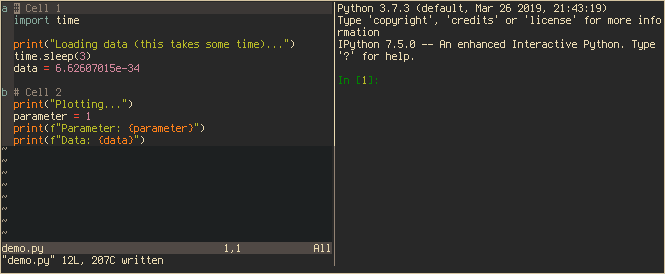 a # Cell 1
import time
print("Loading data (this takes some time)...")
time.sleep(3)
data = 6.62607015e-34
b # Cell 2
print("Plotting...")
parameter = 1
print(f"Parameter: {parameter}")
print(f"Data: {data}")
~
~
~
~
~
~
~
demo.py 1,1 All
"demo.py" 12L, 207C written
Python 3.7.3 (default, Mar 26 2019, 21:43:19)
Type 'copyright', 'credits' or 'license' for more info
rmation
IPython 7.5.0 -- An enhanced Interactive Python. Type
'?' for help.
In [1]: